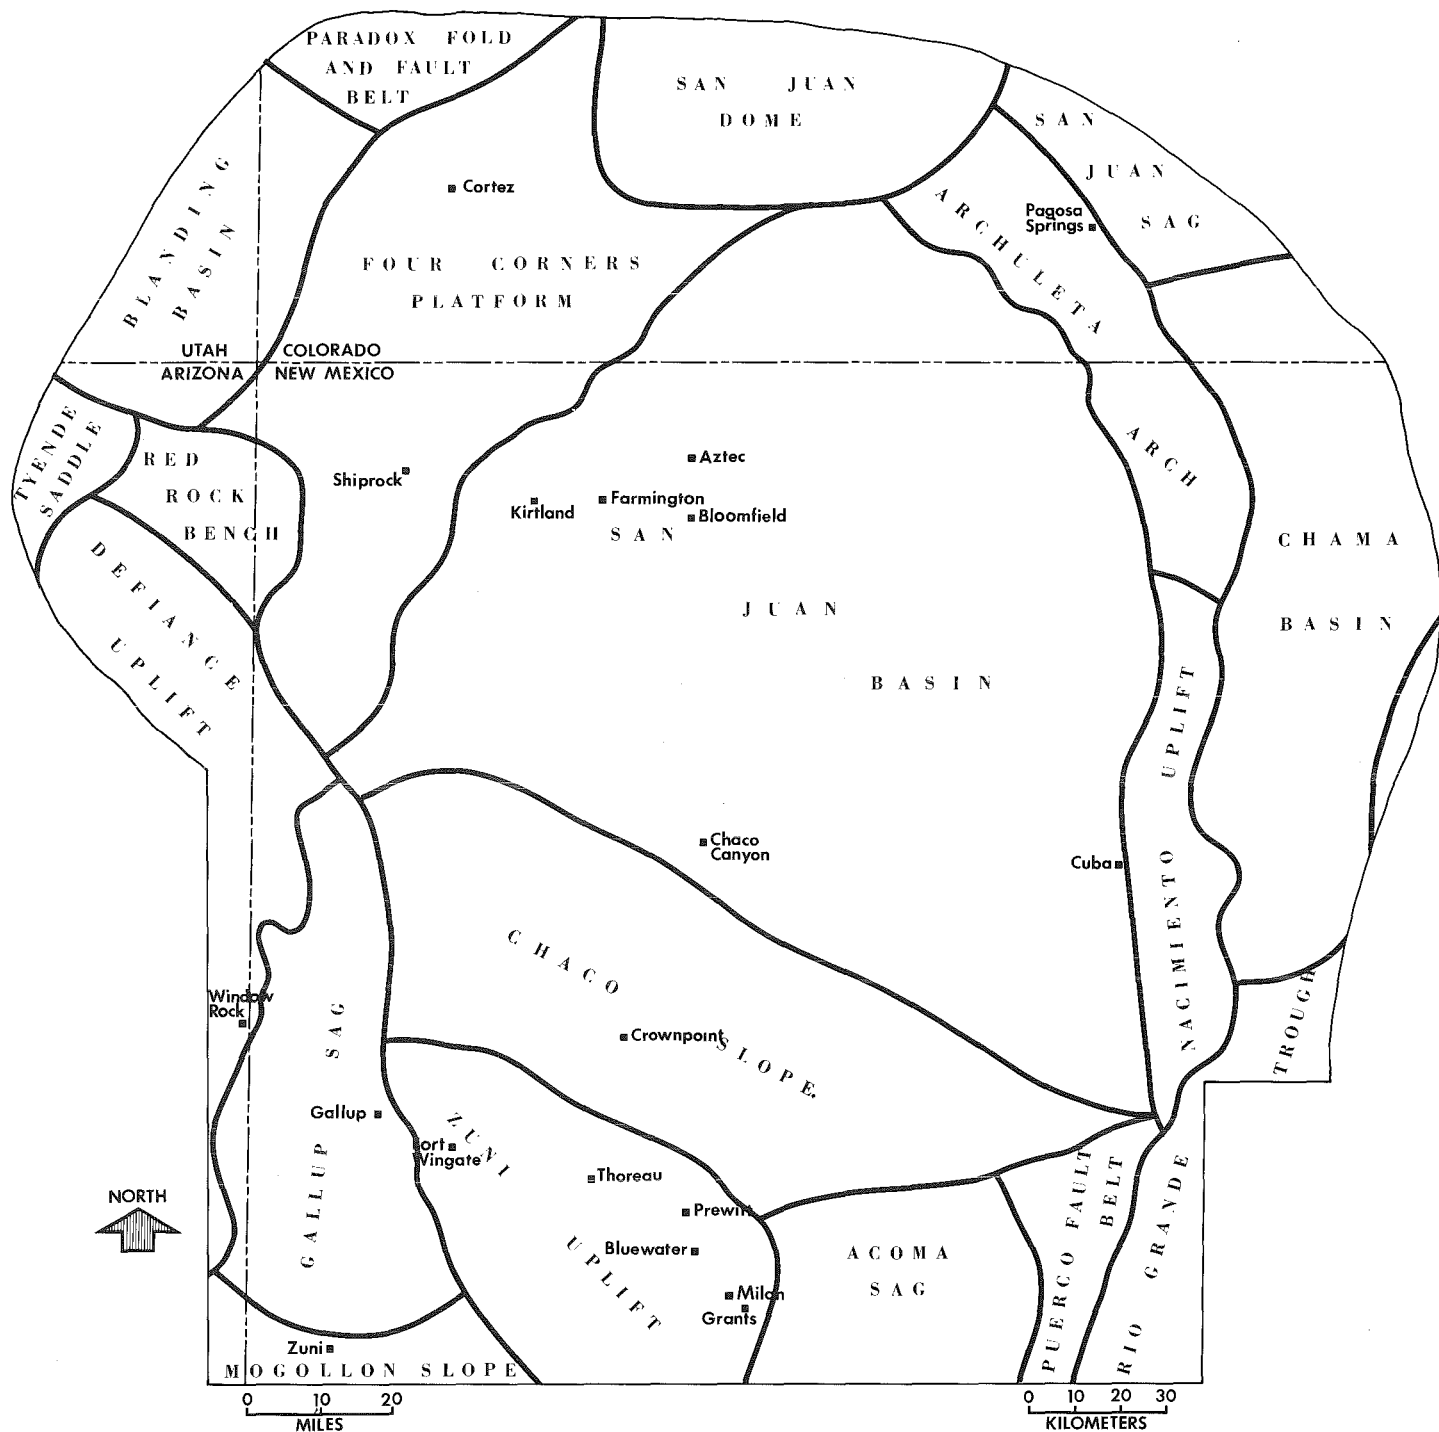 PARADOX FOLD
AND FAULT
BELT
SAN JUAN
DOME
SAN
JUAN
SAG
BLANDING
BASIN
Cortez
ARCHULETA
ARCH
Pagosa
Springs
FOUR CORNERS
PLATFORM
UTAH
COLORADO
ARIZONA
NEW MEXICO
TYENDE
SADDLE
RED
ROCK
BENCH
Shiprock
Aztec
Kirtland
Farmington
Bloomfield
SAN
JUAN
BASIN
CHAMA
BASIN
DEFIANCE
UPLIFT
NACIMIENTO UPLIFT
Chaco
Canyon
Cuba
CHACO
SLOPE.
Window
Rock
Crownpoint
TROUGH
GALLUP SAG
Gallup
ZUNI
UPLIFT
ort
Wingate
Thoreau
Prewitt
Bluewater
Milan
Grants
ACOMA
SAG
PUERCO FAULT
BELT
RIO GRANDE
NORTH
Zuni
MOGOLLON SLOPE
0 10 20
MILES
0 10 20 30
KILOMETERS